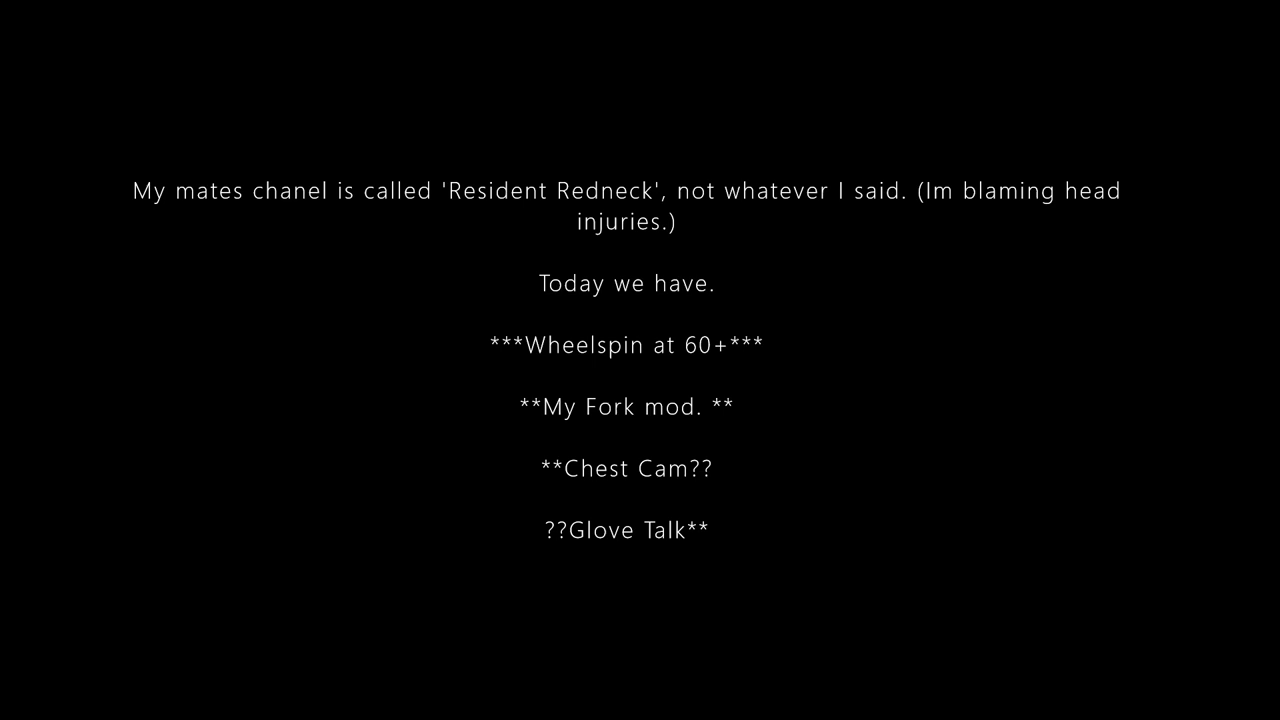 My mates chanel is called 'Resident Redneck', not whatever I said. (Im blaming head
injuries.)
Today we have.
***Wheelspin at 60+***
**My Fork mod. **
**Chest Cam??
??Glove Talk**